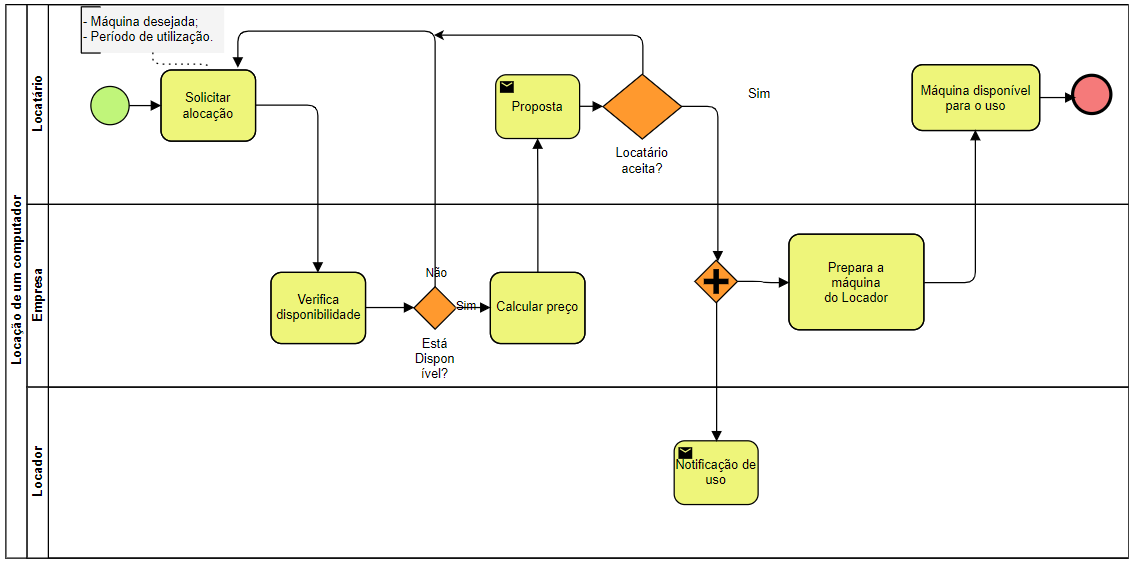 Locação de um computador
Locatário
- Máquina desejada;
- Período de utilização.
Solicitar
alocação
Proposta
Locatário
aceita?
Sim
Máquina disponível
para o uso
Empresa
Verifica
disponibilidade
Não
Sim
Está
Dispon
ível?
Calcular preço
Prepara a
máquina
do Locador
Locador
Notificação de
uso